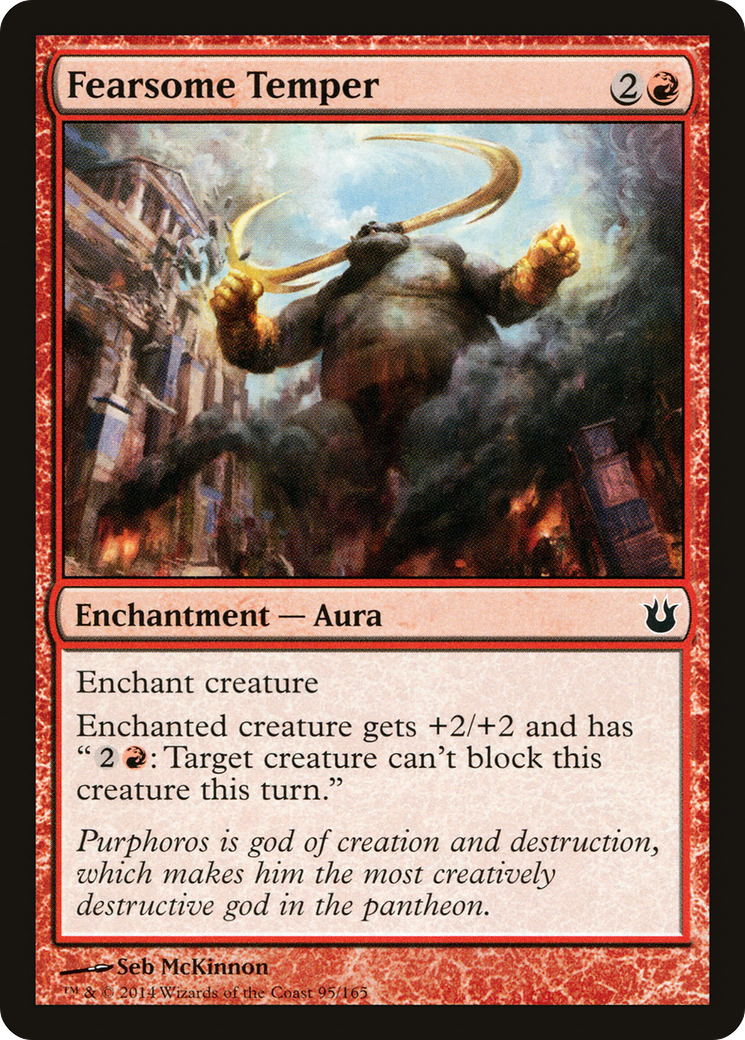 Fearsome Temper 2
Enchantment — Aura
Enchant creature
Enchanted creature gets +2/+2 and has
“2 : Target creature can’t block this
creature this turn.”
Purphoros is god of creation and destruction,
which makes him the most creatively
destructive god in the pantheon.
Seb McKinnon
™ & © 2014 Wizards of the Coast 95/165